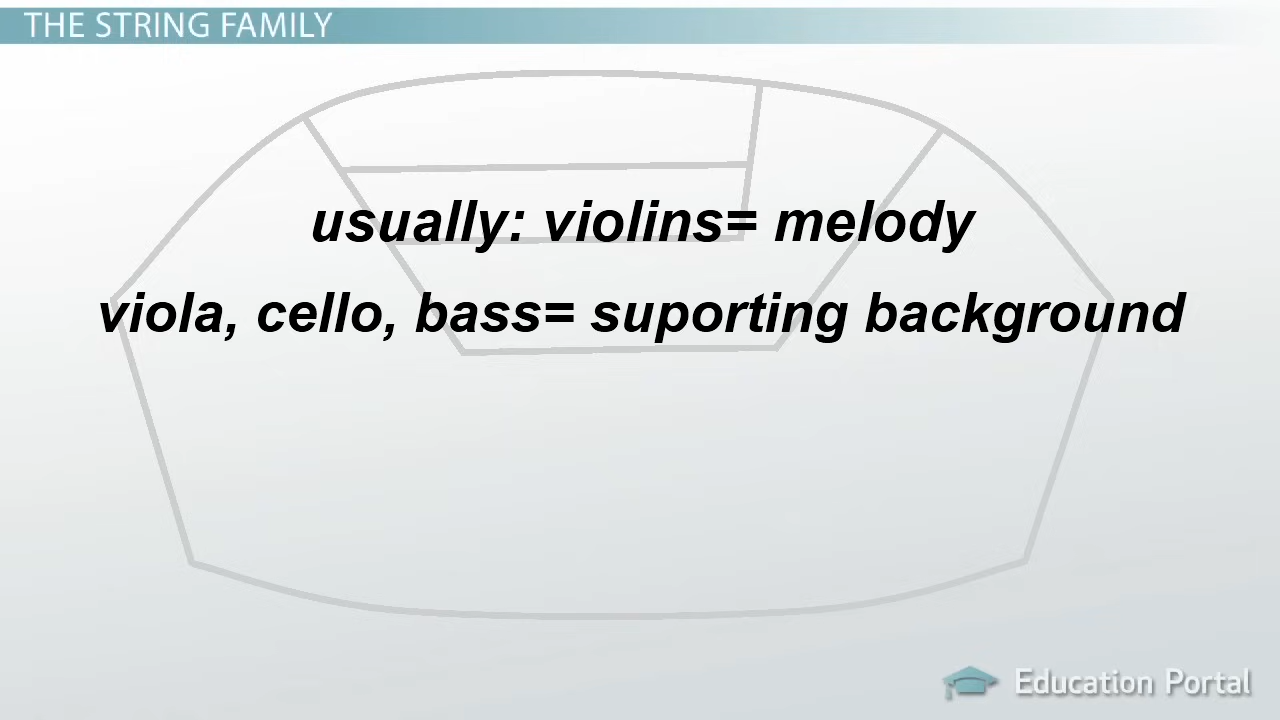 THE STRING FAMILY
usually: violins= melody
viola, cello, bass= suporting background
Education Portal